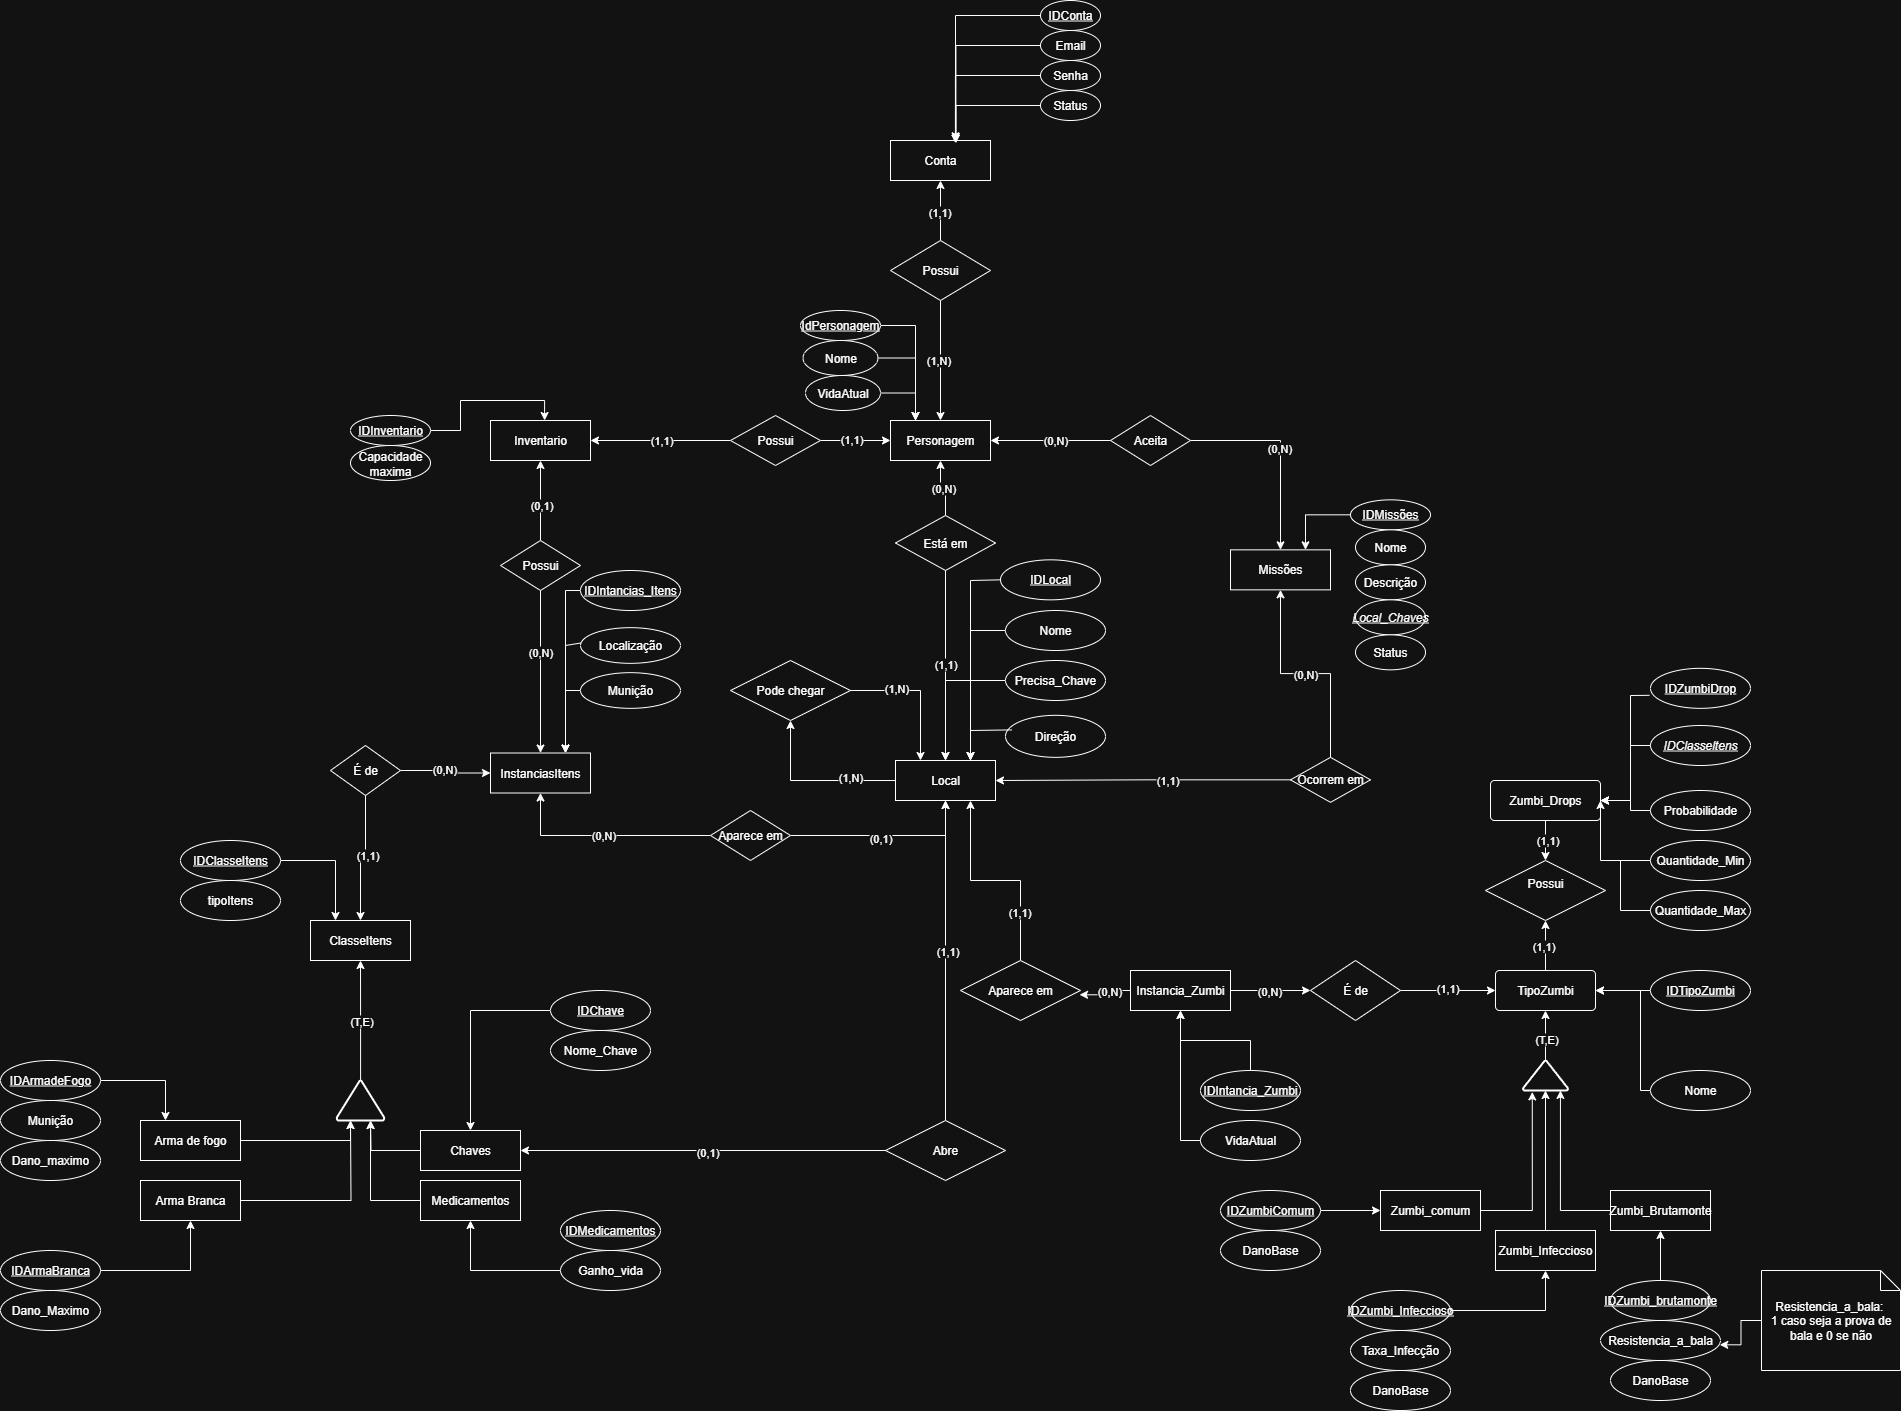 IDConta
Email
Senha
Status
Conta
(1,1)
Possui
IdPersonagem
Nome
(1,N)
VidaAtual
IDInventario
Capacidade
maxima
Inventario
(1,1)
Possui
(1,1)
Personagem
(0,N)
Aceita
(0,N)
(0,N)
(0,1)
IDMissões
Nome
Descrição
Local_Chaves
Status
Missões
Está em
Possui
IDIntancias_Itens
Localização
Munição
(0,N)
IDLocal
Nome
(1,1)
Precisa_Chave
Direção
Pode chegar
(1,N)
(1,N)
(0,N)
IDZumbiDrop
IDClasseItens
Probabilidade
Quantidade_Min
Quantidade_Max
É de
(0,N)
InstanciasItens
Local
(1,1)
Ocorrem em
Zumbi_Drops
(0,N)
Aparece em
(0,1)
(1,1)
(1,1)
Possui
IDClasseItens
tipoItens
ClasseItens
(1,1)
(1,1)
(1,1)
Aparece em
(0,N)
Instancia_Zumbi
(0,N)
É de
(1,1)
TipoZumbi
IDTipoZumbi
Nome
(T,E)
IDChave
Nome_Chave
(T,E)
IDArmadeFogo
Munição
Dano_maximo
Arma de fogo
Chaves
(0,1)
Abre
IDIntancia_Zumbi
VidaAtual
Arma Branca
Medicamentos
IDArmaBranca
Dano_Maximo
IDMedicamentos
Ganho_vida
IDZumbiComum
DanoBase
Zumbi_comum
Zumbi_Infeccioso
Zumbi_Brutamonte
IDZumbi_Infeccioso
Taxa_Infecção
DanoBase
IDZumbi_brutamonte
Resistencia_a_bala
DanoBase
Resistencia_a_bala:
1 caso seja a prova de
bala e 0 se não